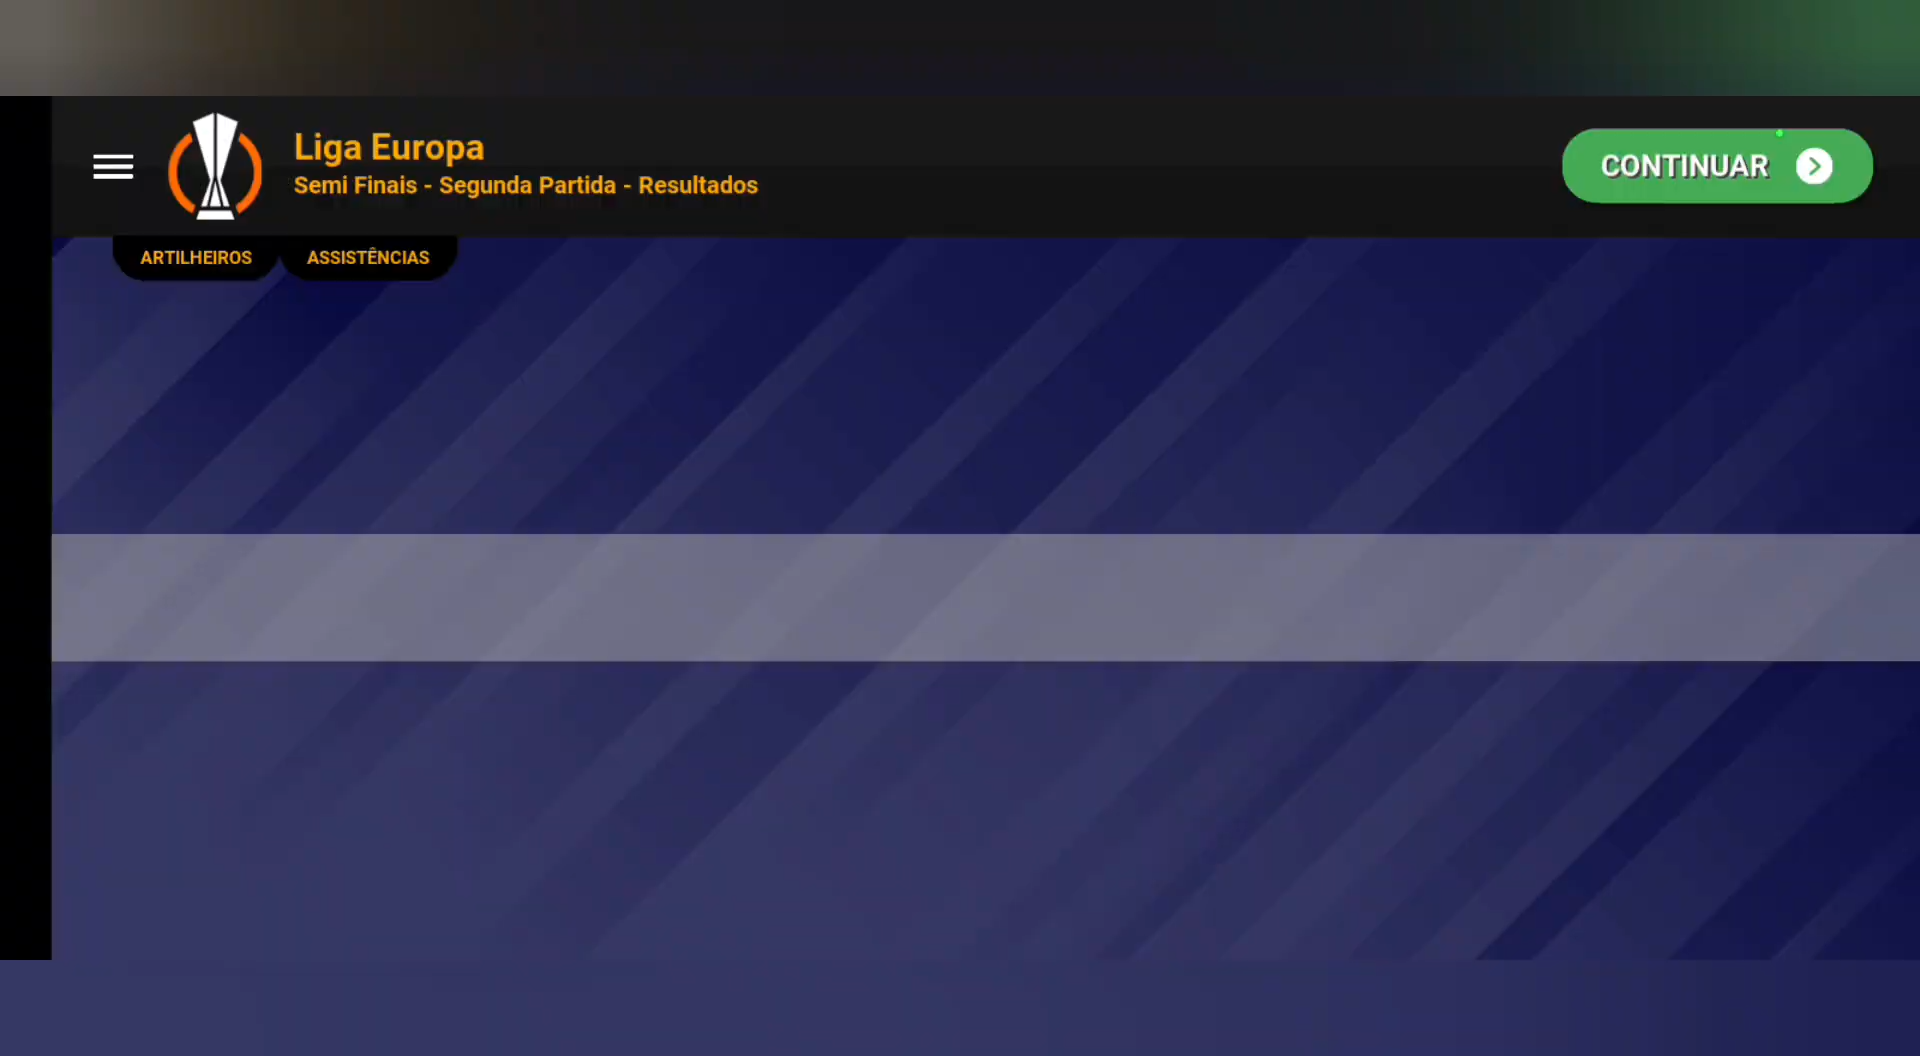 Liga Europa
Semi Finais - Segunda Partida - Resultados
CONTINUAR
ARTILHEIROS
ASSISTÊNCIAS